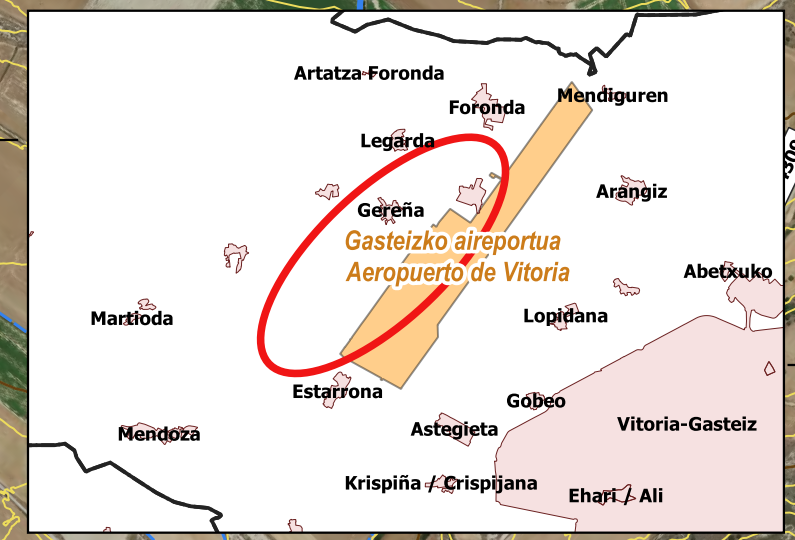 Artatza Foronda
Mendiguren
Foronda
Legarda
Arangiz
Gereña
Gasteizko aireportua
Aeropuerto de Vitoria
Abetxuko
Martioda
Lopidana
Estarrona
Gobeo
Vitoria-Gasteiz
Astegieta
Mendoza
Krispiña / Crispijana
Ehari / Ali